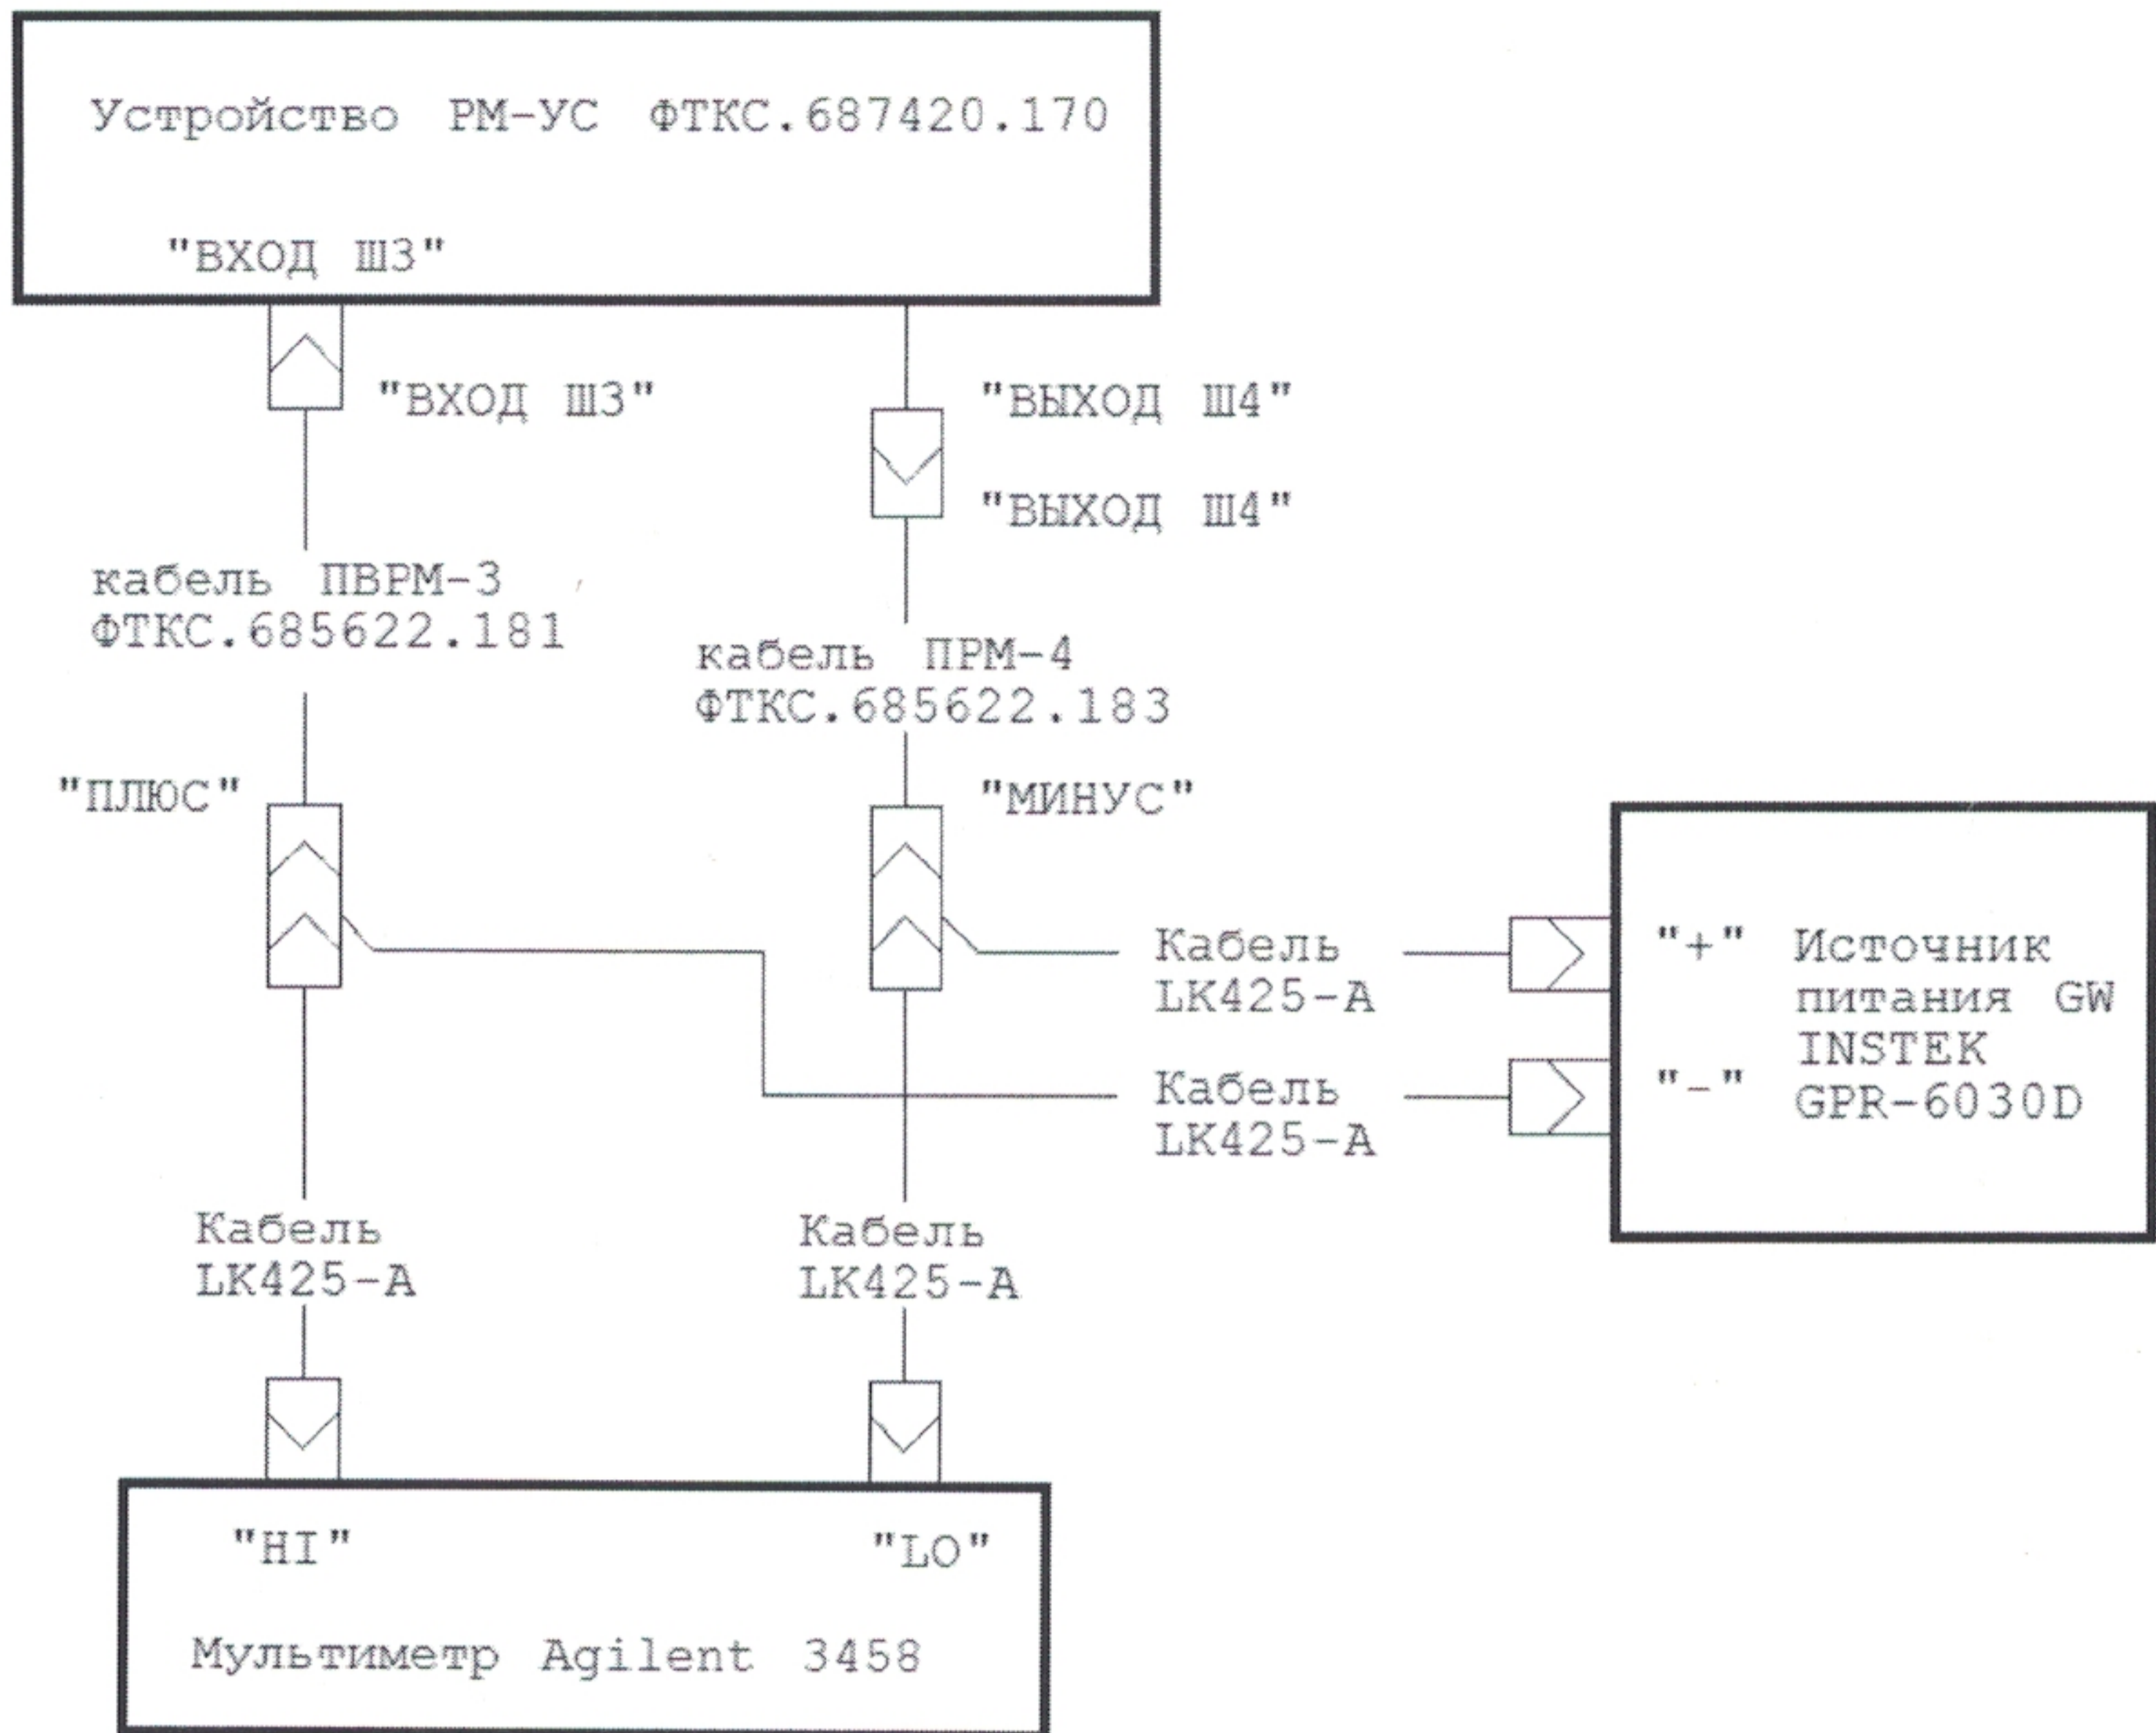 Устройство РМ-УС ФТКС.687420.170
"ВХОД Ш3"
"ВХОД Ш3"
"ВЫХОД Ш4"
"ВЫХОД Ш4"
кабель ПВРМ-3
ФТКС.685622.181
кабель ПРМ-4
ФТКС.685622.183
"ПЛЮС"
"МИНУС"
Кабель
LK425-A
Кабель
LK425-A
"+"
"-"
Источник
питания GW
INSTEK
GPR-6030D
Кабель
LK425-A
Кабель
LK425-A
"HI"
"LO"
Мультиметр Agilent 3458